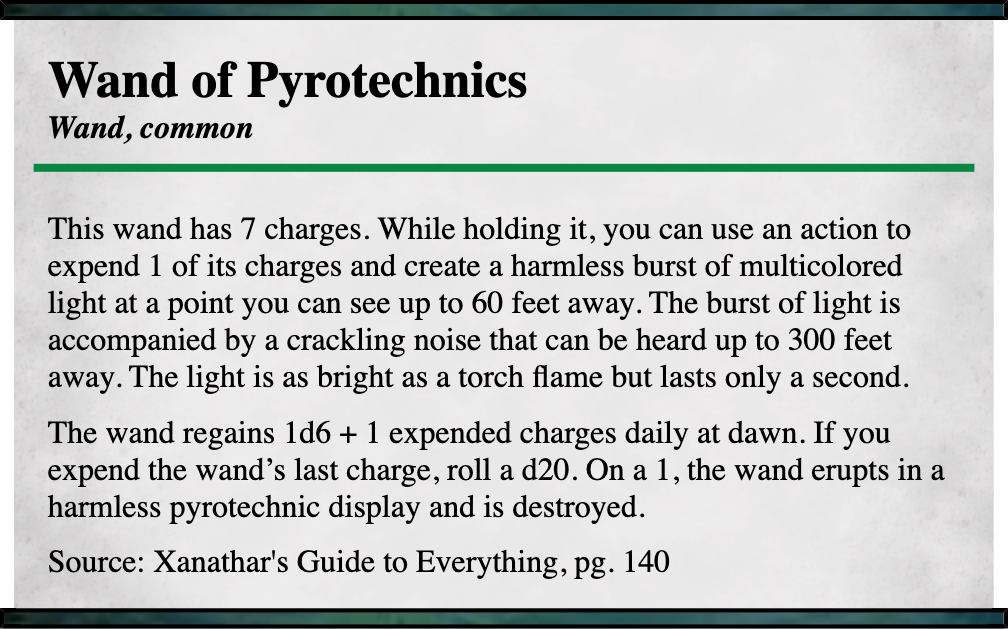 Wand of Pyrotechnics
Wand, common
This wand has 7 charges. While holding it, you can use an action to
expend 1 of its charges and create a harmless burst of multicolored
light at a point you can see up to 60 feet away. The burst of light is
accompanied by a crackling noise that can be heard up to 300 feet
away. The light is as bright as a torch flame but lasts only a second.
The wand regains 1d6 + 1 expended charges daily at dawn. If you
expend the wand’s last charge, roll a d20. On a 1, the wand erupts in a
harmless pyrotechnic display and is destroyed.
Source: Xanathar's Guide to Everything, pg. 140